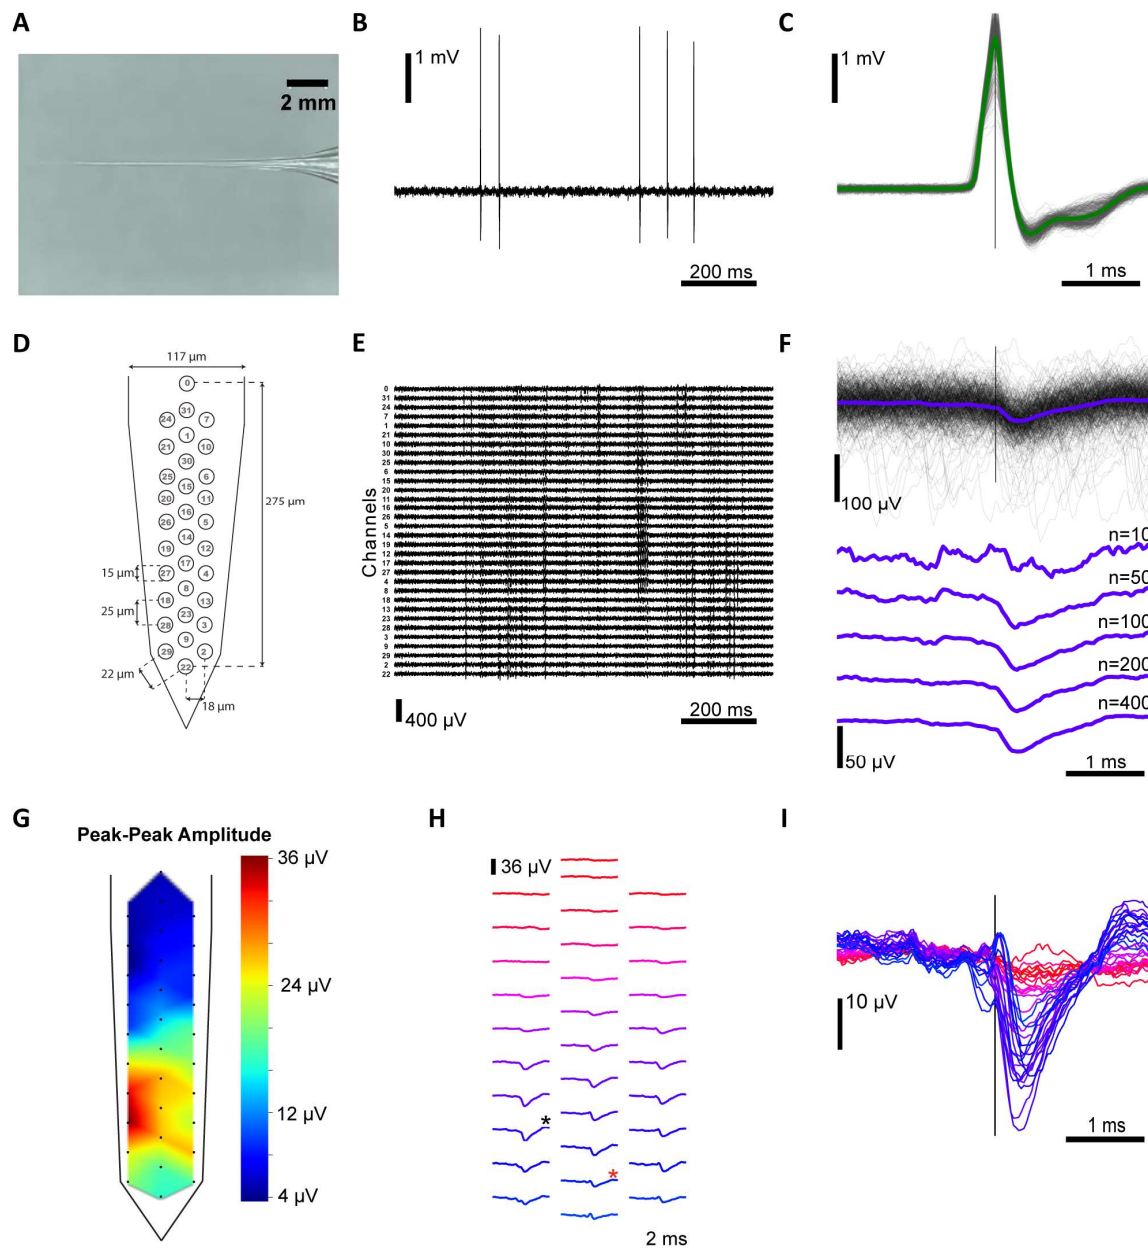 A
2 mm
B
1 mV
200 ms
C
1 mV
1 ms
D
117 µm
0
31
24
7
1
21
10
30
25
6
15
20
11
16
26
5
14
19
12
17
27
4
8
18
13
23
28
3
9
29
2
22
275 µm
15 µm
25 µm
22 µm
18 µm
E
Channels
0
31
24
7
1
21
10
30
25
6
15
20
11
16
26
5
14
19
12
17
27
4
8
18
13
23
28
3
9
29
2
22
400 µV
200 ms
F
100 µV
n=10
n=50
n=100
n=200
n=400
50 µV
1 ms
G
Peak-Peak Amplitude
36 µV
24 µV
12 µV
4 µV
H
36 µV
*
*
2 ms
I
10 µV
1 ms